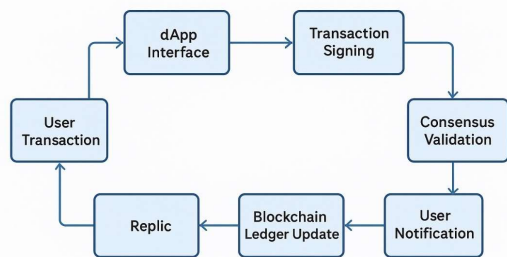 dApp
Interface
Transaction
Signing
User
Transaction
Consensus
Validation
Replic
Blockchain
Ledger Update
User
Notification